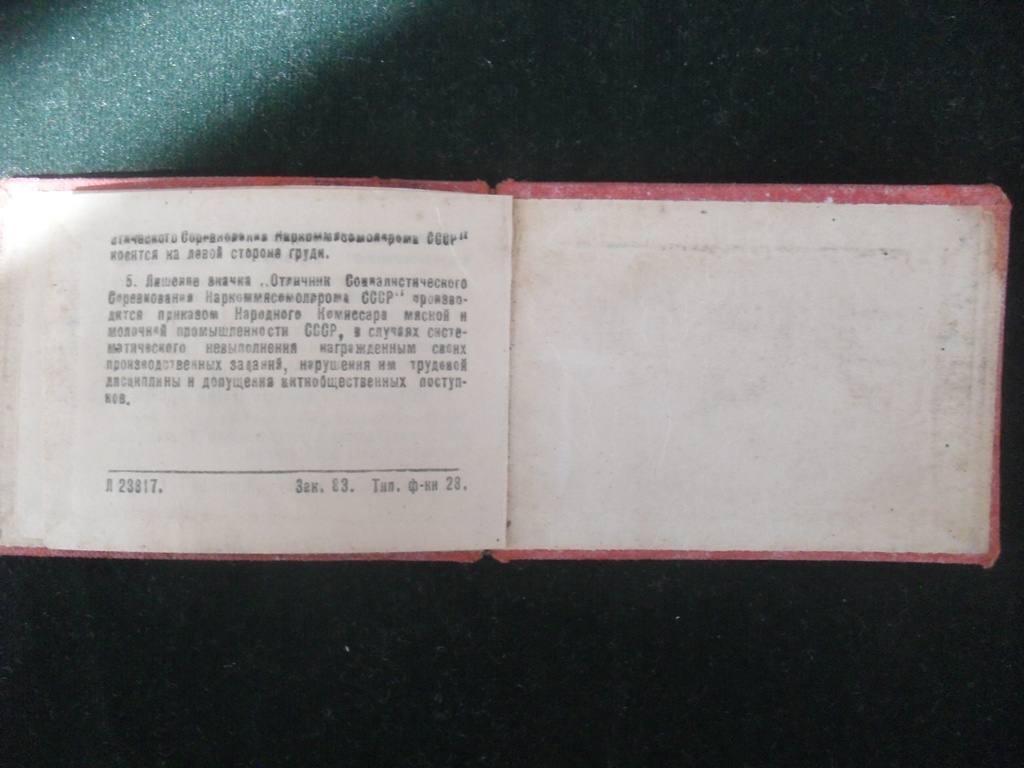 стического Соревнования Наркоммясомолпрома СССР"
носится на левой стороне груди.
5. Лишение значка „Отличник Социалистического
Соревнования Наркоммясомолпрома СССР" произво-
дится приказом Народного Комиссара мясной и
молочной промышленности СССР, в случаях систе-
матического невыполнения награжденным своих
производственных заданий, нарушения им трудовой
дисциплины и допущения антиобщественных поступ-
ков.
Л 23817. Зак. 83. Тип. ф-ки 28.